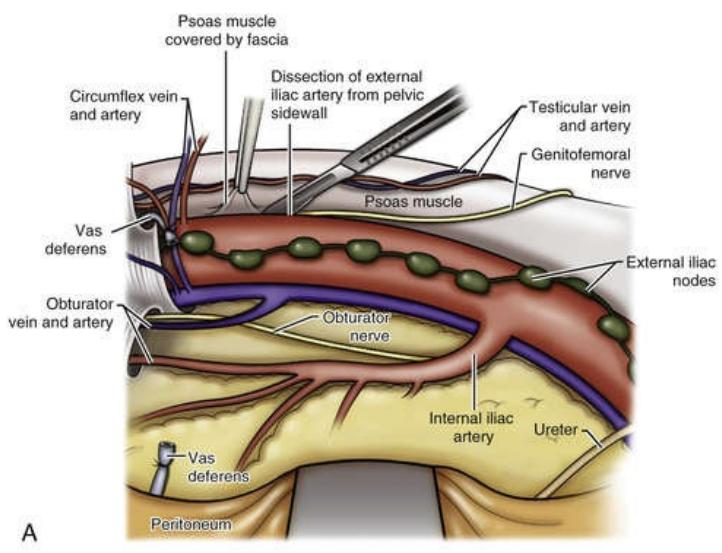 Psoas muscle
covered by fascia
Dissection of external
iliac artery from pelvic
sidewall
Circumflex vein
and artery
Testicular vein
and artery
Genitofemoral
nerve
Psoas muscle
Vas
deferens
External iliac
nodes
Obturator
vein and artery
Obturator
nerve
Internal iliac
artery
Ureter
Vas
deferens
Peritoneum
A